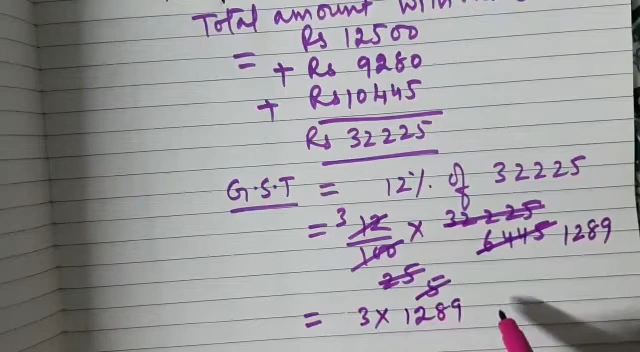 Total amount with
Rs 12500
= + Rs 9280
+ Rs 10445
Rs 32225
G.S.T = 12% of 32225
= 3 12/100 × 32225 6445 1289
25
5
= 3 × 1289